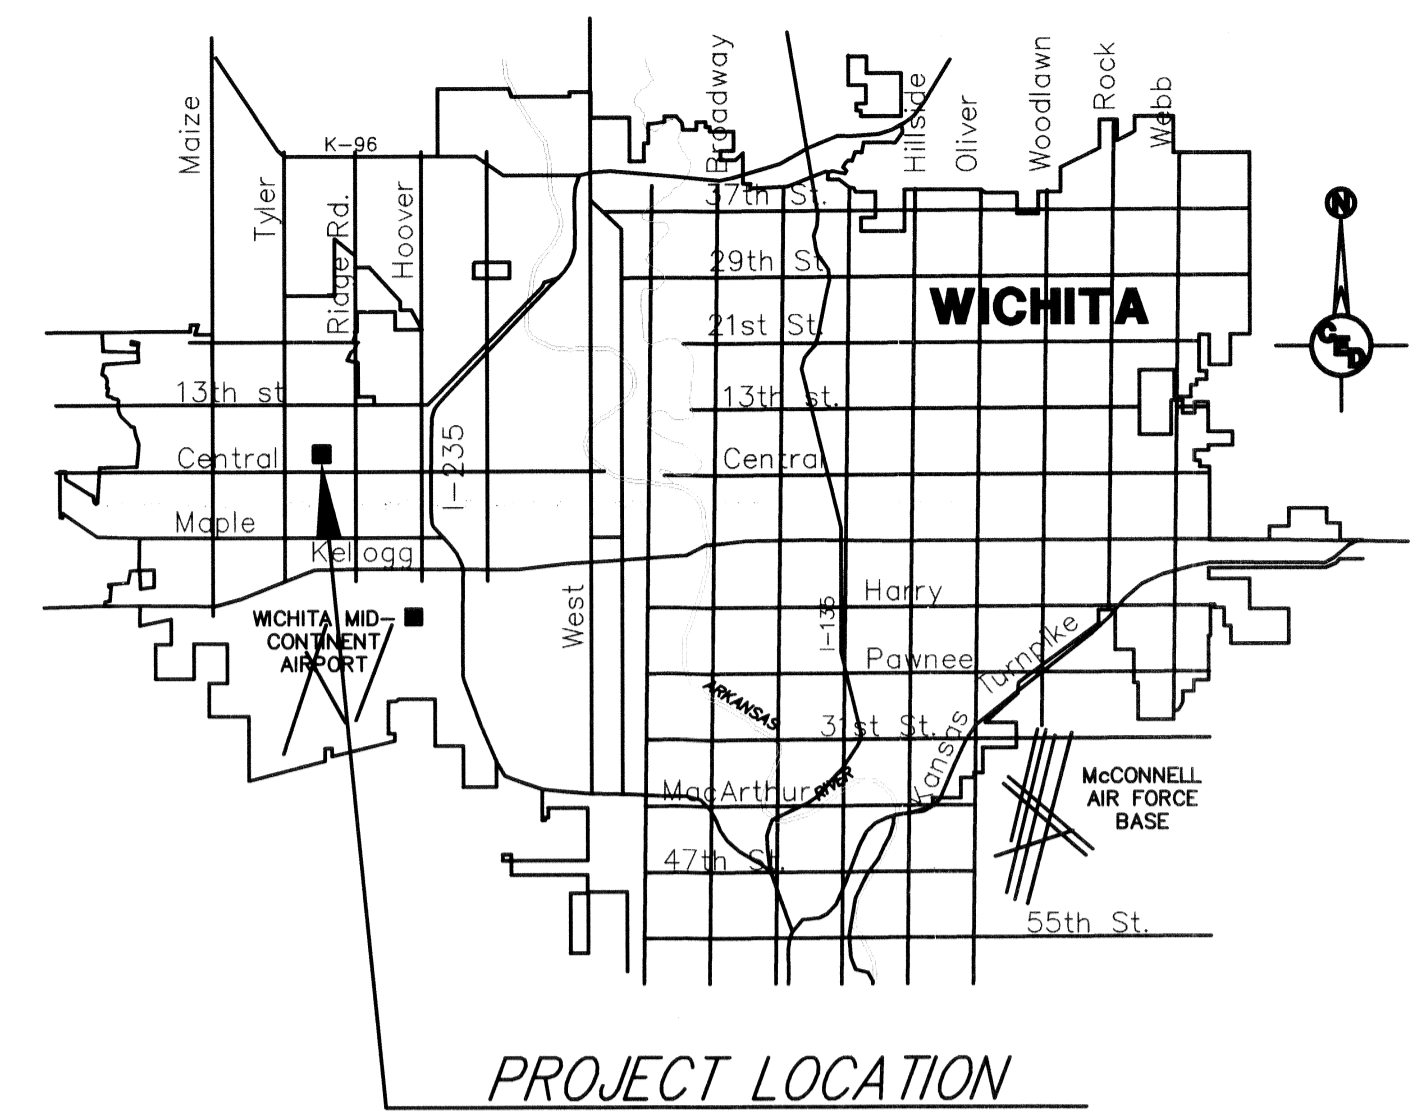 Maize
Tyler
K-96
Ridge Rd.
Hoover
Broadway
Hillside
Oliver
Woodlawn
Rock
Webb
37th St.
29th St.
WICHITA
21st St.
13th st
13th st.
Central
Central
I-235
Maple
Kellogg
West
I-135
Harry
Pawnee
WICHITA MID-
CONTINENT
AIRPORT
ARKANSAS
RIVER
31st St.
Kansas
Turnpike
MacArthur
47th St.
55th St.
McCONNELL
AIR FORCE
BASE
N
CED
PROJECT LOCATION